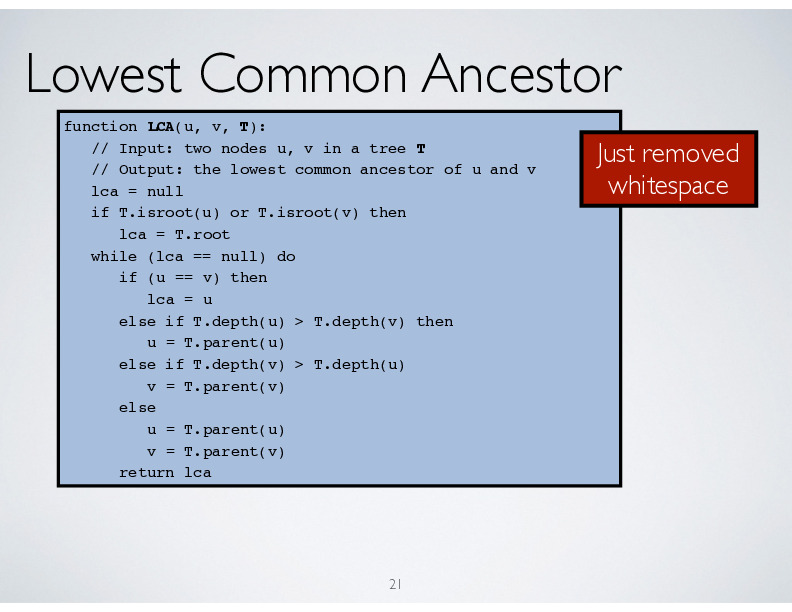 Lowest Common Ancestor
function LCA(u, v, T):
   // Input: two nodes u, v in a tree T
   // Output: the lowest common ancestor of u and v
   lca = null
   if T.isroot(u) or T.isroot(v) then
      lca = T.root
   while (lca == null) do
      if (u == v) then
         lca = u
      else if T.depth(u) > T.depth(v) then
         u = T.parent(u)
      else if T.depth(v) > T.depth(u)
         v = T.parent(v)
      else
         u = T.parent(u)
         v = T.parent(v)
      return lca
Just removed
whitespace
21